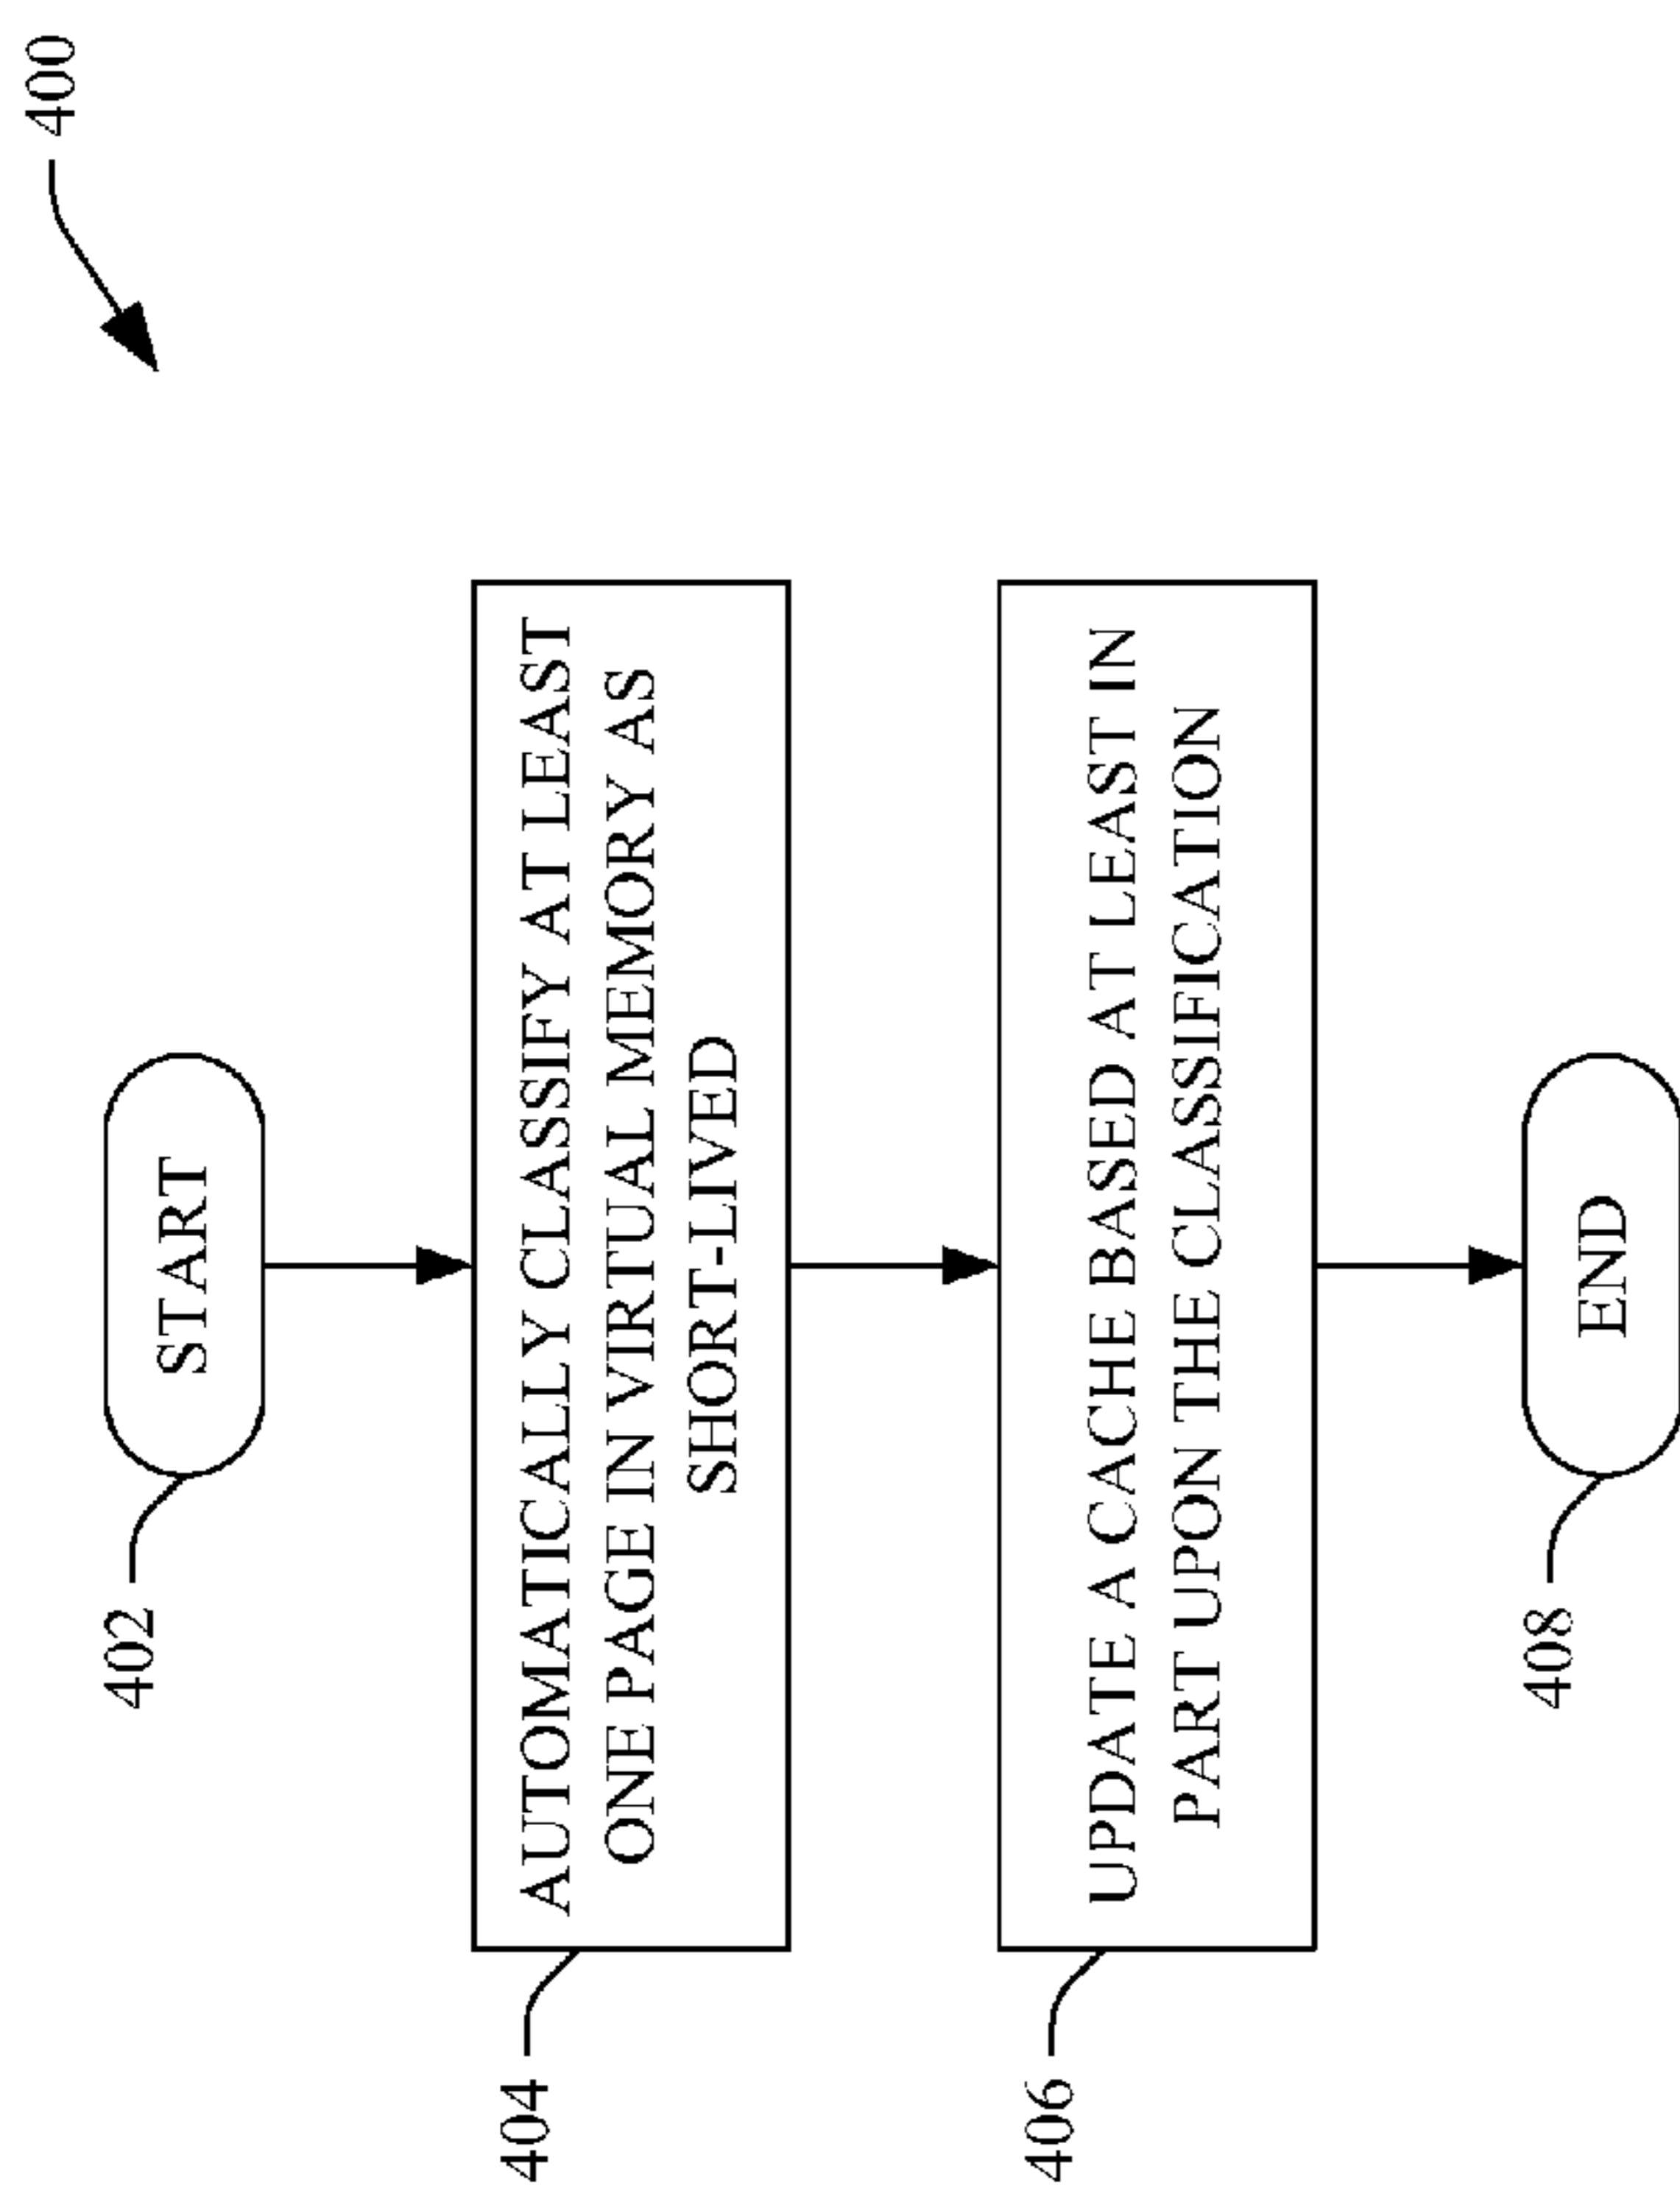 400
402
START
404
AUTOMATICALLY CLASSIFY AT LEAST
ONE PAGE IN VIRTUAL MEMORY AS
SHORT-LIVED
406
UPDATE A CACHE BASED AT LEAST IN
PART UPON THE CLASSIFICATION
408
END